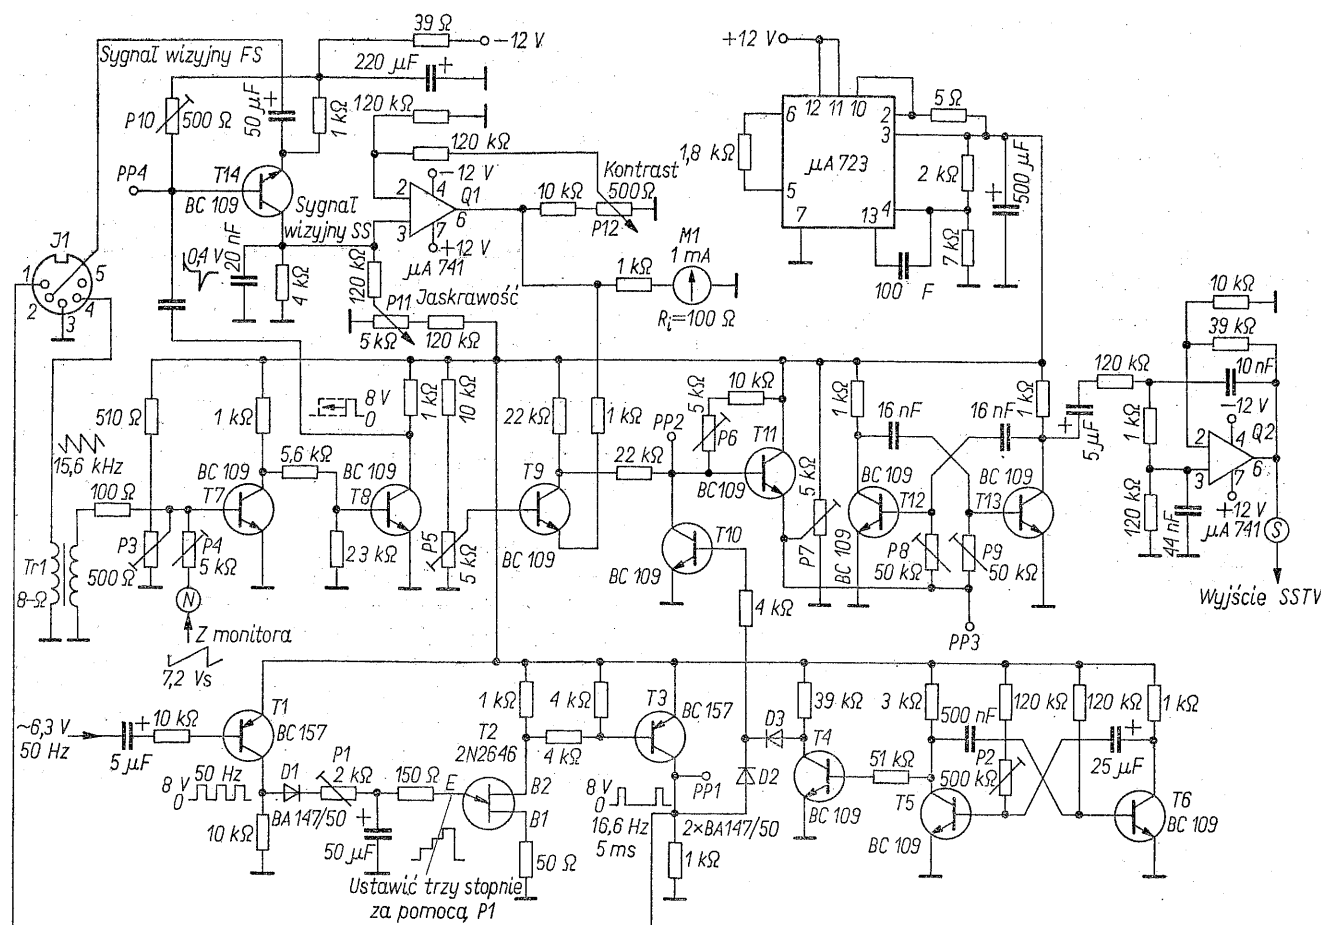 Sygnał wizyjny FS
39 Ω
−12 V
220 µF
+
50 µF
+
P10
500 Ω
1 kΩ
120 kΩ
120 kΩ
−12 V
PP4
T14
BC 109
Sygnał
wizyjny SS
2
3
4
7
6
Q1
+12 V
µA 741
Kontrast
500Ω
10 kΩ
P12
M1
1 mA
1 kΩ
Ri=100 Ω
+12 V
12
11
10
6
5
2
3
4
7
13
µA 723
1,8 kΩ
5 Ω
2 kΩ
7 kΩ
+
500 µF
100 F
J1
1
2
3
4
5
0,4 V
20 nF
4 kΩ
120 kΩ
P11
Jaskrawość
5 kΩ
120 kΩ
510 Ω
1 kΩ
8 V
0
1 kΩ
10 kΩ
22 kΩ
1 kΩ
PP2
5 kΩ
P6
10 kΩ
T11
BC 109
5 kΩ
P7
1 kΩ
16 nF
16 nF
1 kΩ
+
5 µF
120 kΩ
10 kΩ
39 kΩ
10 nF
1 kΩ
−12 V
2
3
4
7
6
Q2
+12 V
µA 741
120 kΩ
44 nF
S
Wyjście SSTV
15,6 kHz
100 Ω
BC 109
T7
5,6 kΩ
BC 109
T8
2,3 kΩ
T9
BC 109
22 kΩ
T10
BC 109
BC 109
T12
BC 109
T13
P8
50 kΩ
P9
50 kΩ
BC 109
PP3
Tr1
8-Ω
P3
500 Ω
P4
5 kΩ
N
P5
5 kΩ
4 kΩ
Z monitora
7,2 Vs
~6,3 V
50 Hz
+
5 µF
10 kΩ
T1
BC 157
8 V
0
50 Hz
D1
BA 147/50
P1
2 kΩ
150 Ω
E
10 kΩ
+
50 µF
Ustawić trzy stopnie
za pomocą P1
1 kΩ
T2
2N2646
B2
B1
50 Ω
4 kΩ
4 kΩ
T3
BC 157
PP1
8 V
0
16,6 Hz
5 ms
2×BA147/50
1 kΩ
D3
D2
39 kΩ
T4
BC 109
51 kΩ
3 kΩ
500 nF
120 kΩ
P2
500 kΩ
120 kΩ
+
25 µF
1 kΩ
T5
BC 109
T6
BC 109